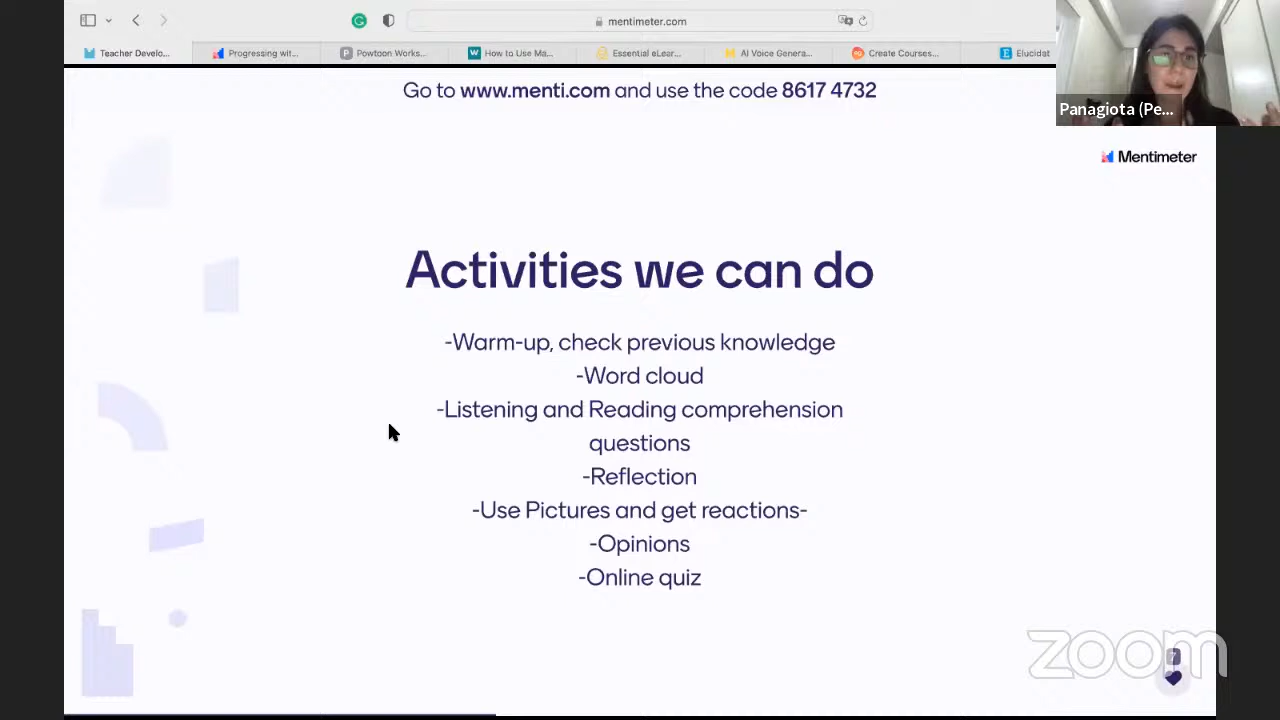 mentimeter.com
Teacher Develo...
Progressing wit...
Powtoon Works...
How to Use Ma...
Essential eLear...
AI Voice Genera...
Create Courses...
Elucidat
Go to www.menti.com and use the code 8617 4732
Panagiota (Pe...
Mentimeter
Activities we can do
-Warm-up, check previous knowledge
-Word cloud
-Listening and Reading comprehension
questions
-Reflection
-Use Pictures and get reactions-
-Opinions
-Online quiz
zoom
7